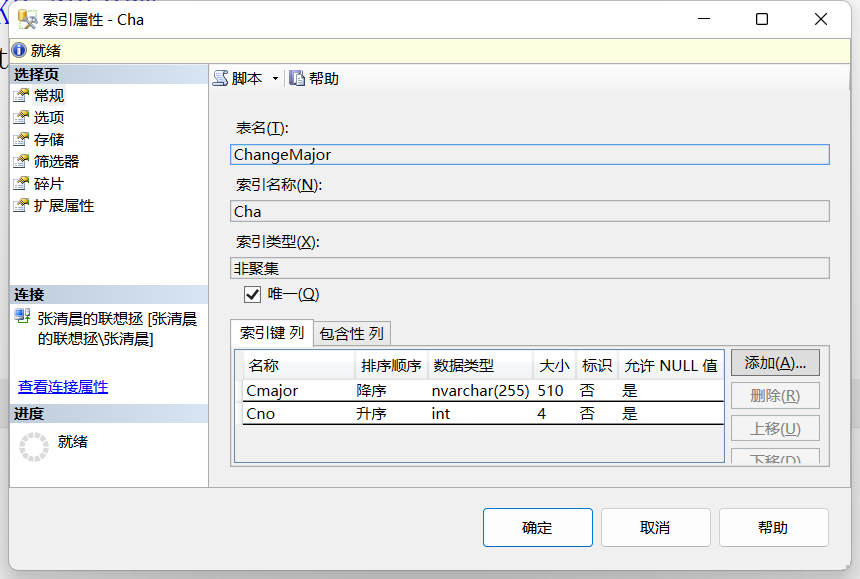 索引属性 - Cha
就绪
选择页
常规
选项
存储
筛选器
碎片
扩展属性
连接
张清晨的联想拯 [张清晨
的联想拯\张清晨]
查看连接属性
进度
就绪
脚本 帮助
表名(T):
ChangeMajor
索引名称(N):
Cha
索引类型(X):
非聚集
唯一(Q)
索引键 列 包含性 列
名称 排序顺序 数据类型 大小 标识 允许 NULL 值
Cmajor 降序 nvarchar(255) 510 否 是
Cno 升序 int 4 否 是
添加(A)...
删除(R)
上移(U)
下移(D)
确定 取消 帮助